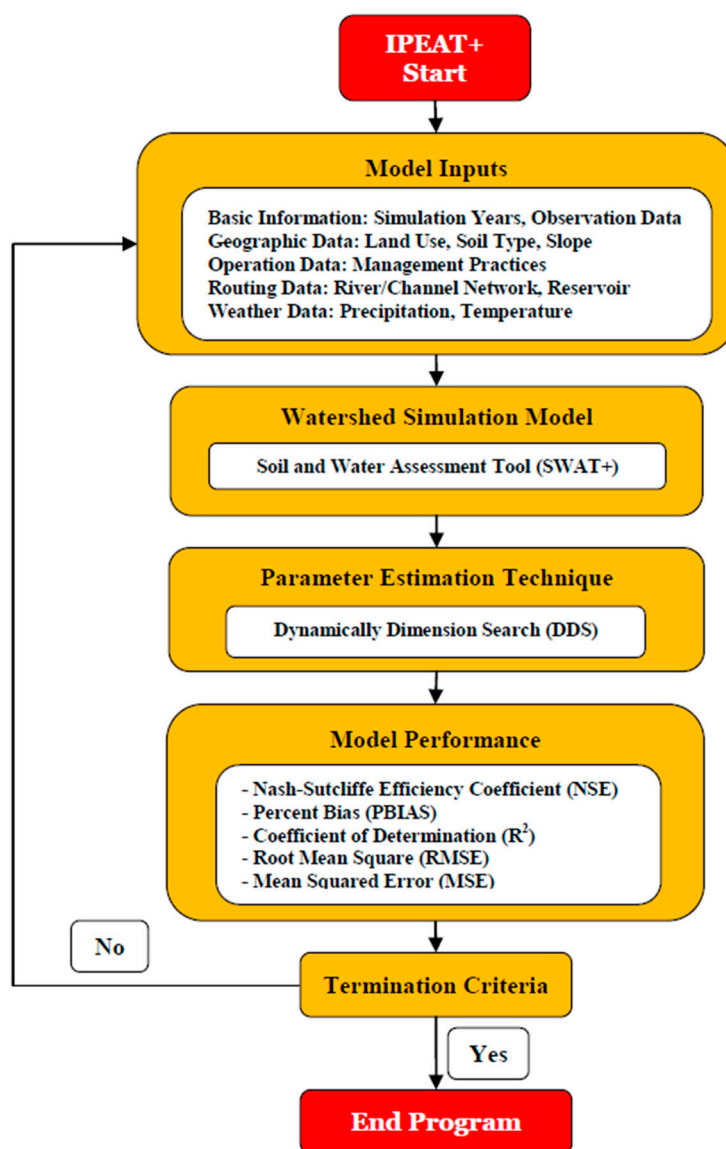 IPEAT+
Start
Model Inputs
Basic Information: Simulation Years, Observation Data
Geographic Data: Land Use, Soil Type, Slope
Operation Data: Management Practices
Routing Data: River/Channel Network, Reservoir
Weather Data: Precipitation, Temperature
Watershed Simulation Model
Soil and Water Assessment Tool (SWAT+)
Parameter Estimation Technique
Dynamically Dimension Search (DDS)
Model Performance
- Nash-Sutcliffe Efficiency Coefficient (NSE)
- Percent Bias (PBIAS)
- Coefficient of Determination (R²)
- Root Mean Square (RMSE)
- Mean Squared Error (MSE)
No
Termination Criteria
Yes
End Program